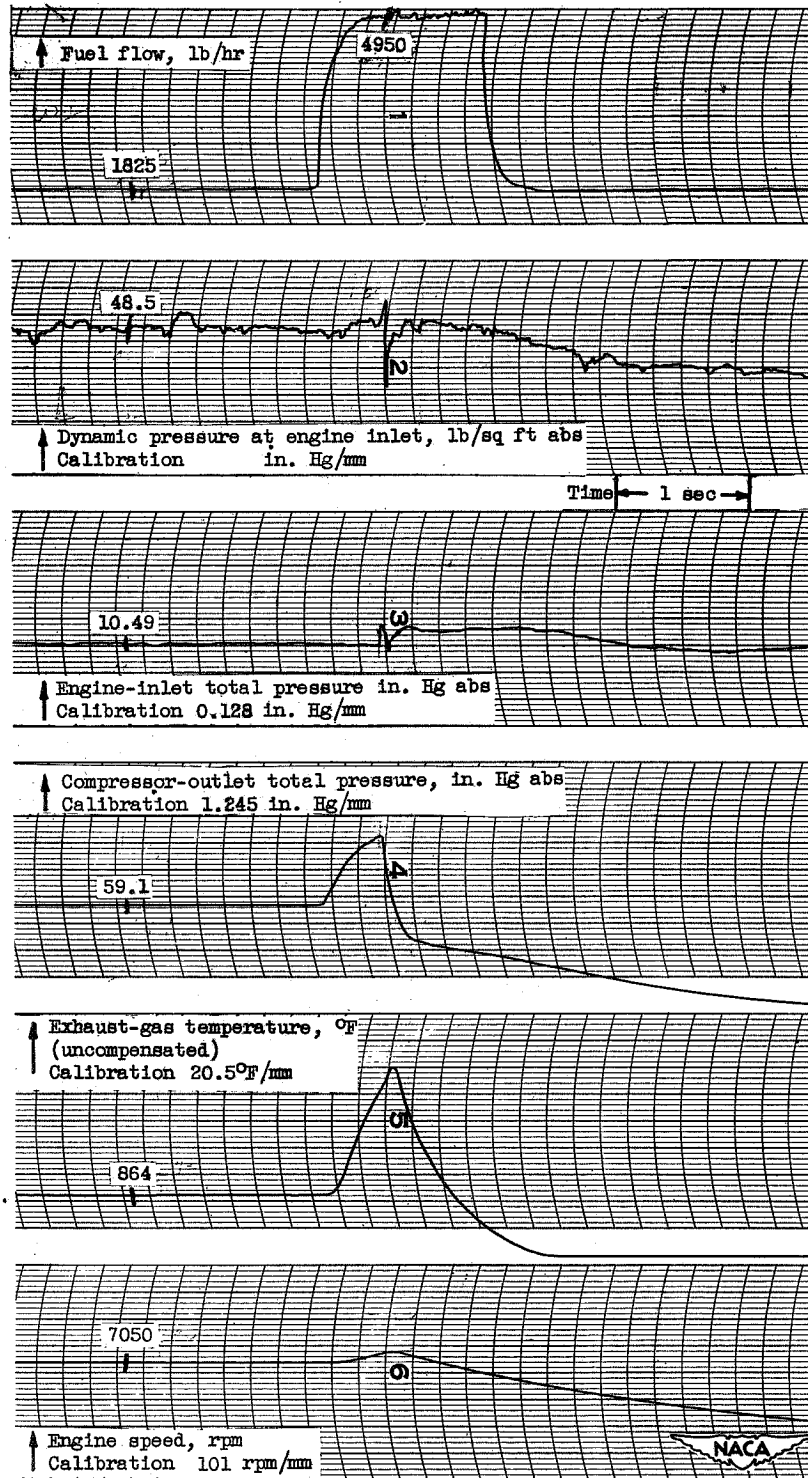 Fuel flow, lb/hr
4950
1
1825
48.5
2
Dynamic pressure at engine inlet, lb/sq ft abs
Calibration in. Hg/mm
Time 1 sec
10.49
3
Engine-inlet total pressure in. Hg abs
Calibration 0.128 in. Hg/mm
Compressor-outlet total pressure, in. Hg abs
Calibration 1.245 in. Hg/mm
59.1
4
Exhaust-gas temperature, °F
(uncompensated)
Calibration 20.5°F/mm
5
864
7050
6
Engine speed, rpm
Calibration 101 rpm/mm
NACA